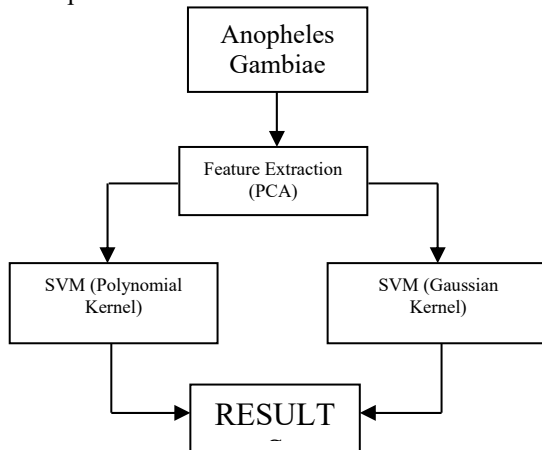 Anopheles
Gambiae
Feature Extraction
(PCA)
SVM (Polynomial
Kernel)
SVM (Gaussian
Kernel)
RESULT